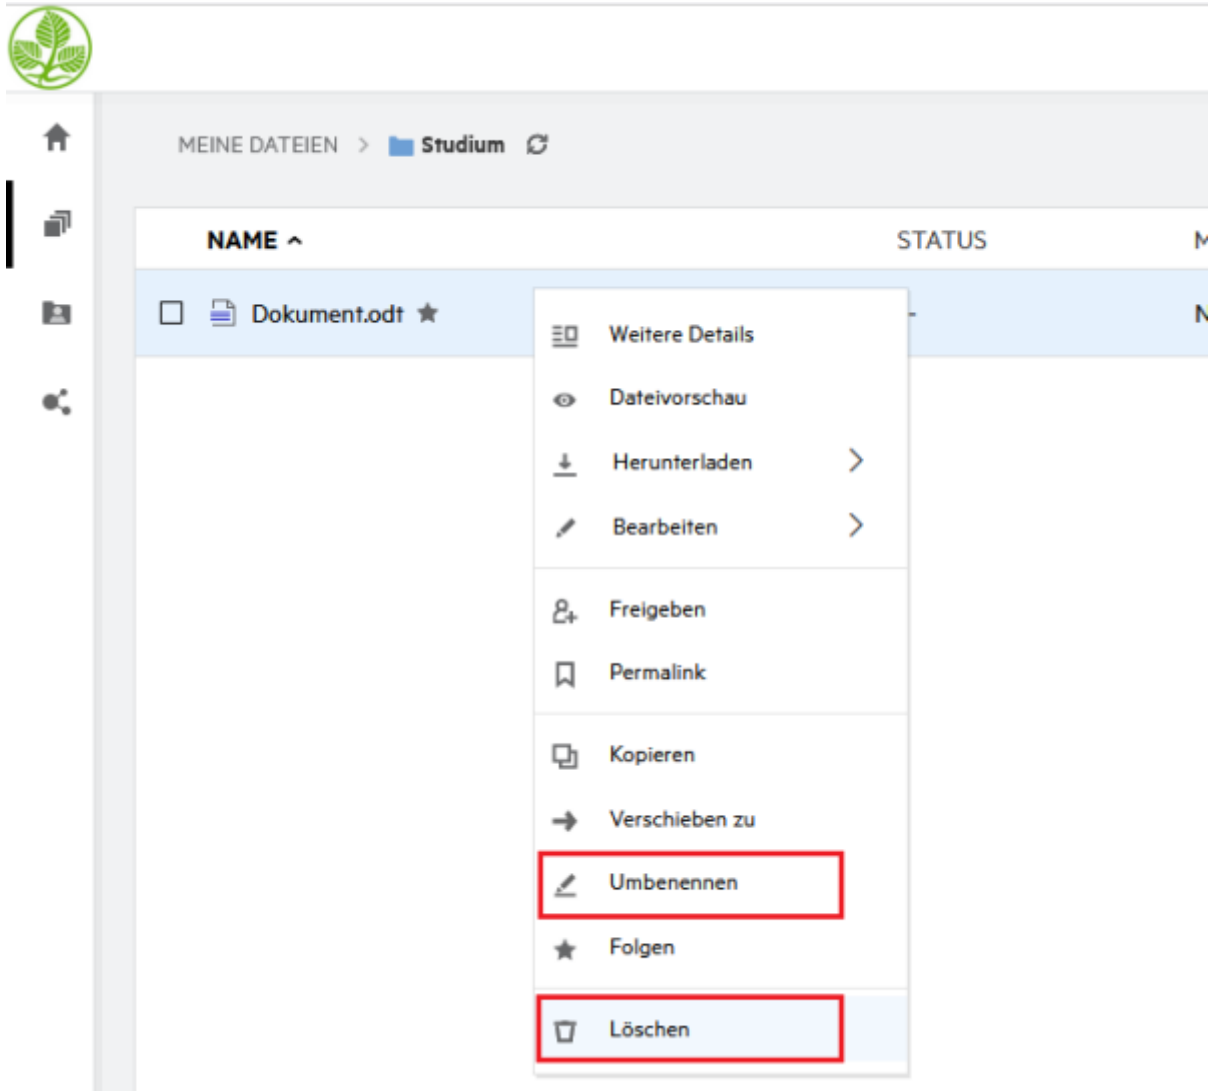 MEINE DATEIEN > Studium
NAME STATUS
Dokument.odt -
Weitere Details
Dateivorschau
Herunterladen
Bearbeiten
Freigeben
Permalink
Kopieren
Verschieben zu
Umbenennen
Folgen
Löschen